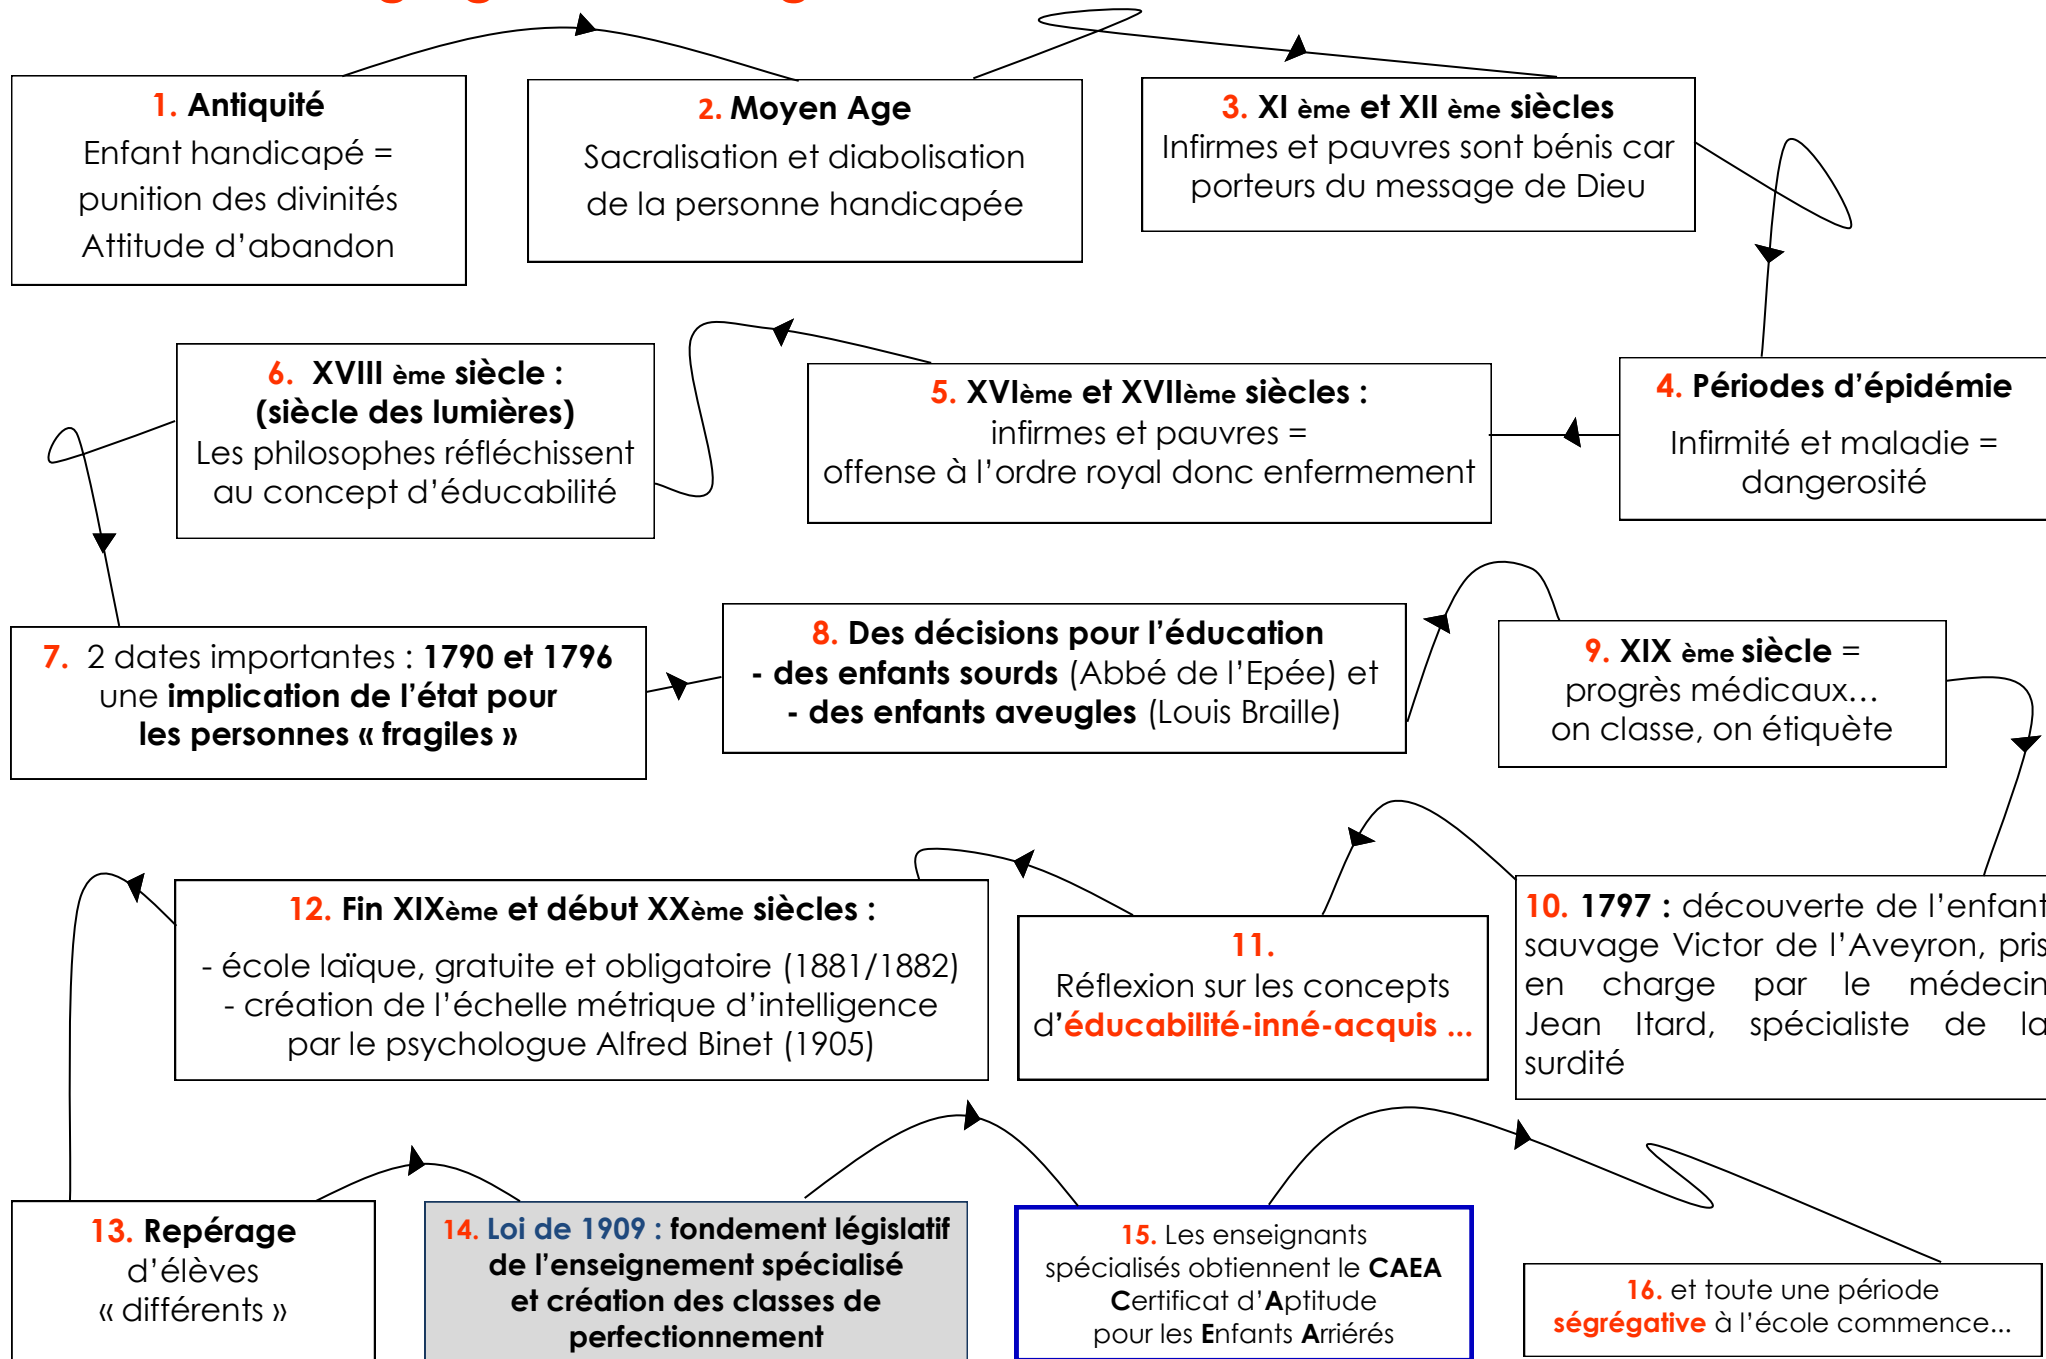 1. Antiquité
Enfant handicapé =
punition des divinités
Attitude d’abandon
2. Moyen Age
Sacralisation et diabolisation
de la personne handicapée
3. XI ème et XII ème siècles
Infirmes et pauvres sont bénis car
porteurs du message de Dieu
4. Périodes d’épidémie
Infirmité et maladie =
dangerosité
5. XVIème et XVIIème siècles :
infirmes et pauvres =
offense à l’ordre royal donc enfermement
6. XVIII ème siècle :
(siècle des lumières)
Les philosophes réfléchissent
au concept d’éducabilité
7. 2 dates importantes : 1790 et 1796
une implication de l’état pour
les personnes « fragiles »
8. Des décisions pour l’éducation
- des enfants sourds (Abbé de l’Epée) et
- des enfants aveugles (Louis Braille)
9. XIX ème siècle =
progrès médicaux…
on classe, on étiquète
10. 1797 : découverte de l’enfant
sauvage Victor de l’Aveyron, pris
en charge par le médecin
Jean Itard, spécialiste de la
surdité
11.
Réflexion sur les concepts
d’éducabilité-inné-acquis ...
12. Fin XIXème et début XXème siècles :
- école laïque, gratuite et obligatoire (1881/1882)
- création de l’échelle métrique d’intelligence
par le psychologue Alfred Binet (1905)
13. Repérage
d’élèves
« différents »
14. Loi de 1909 : fondement législatif
de l’enseignement spécialisé
et création des classes de
perfectionnement
15. Les enseignants
spécialisés obtiennent le CAEA
Certificat d’Aptitude
pour les Enfants Arriérés
16. et toute une période
ségrégative à l’école commence...